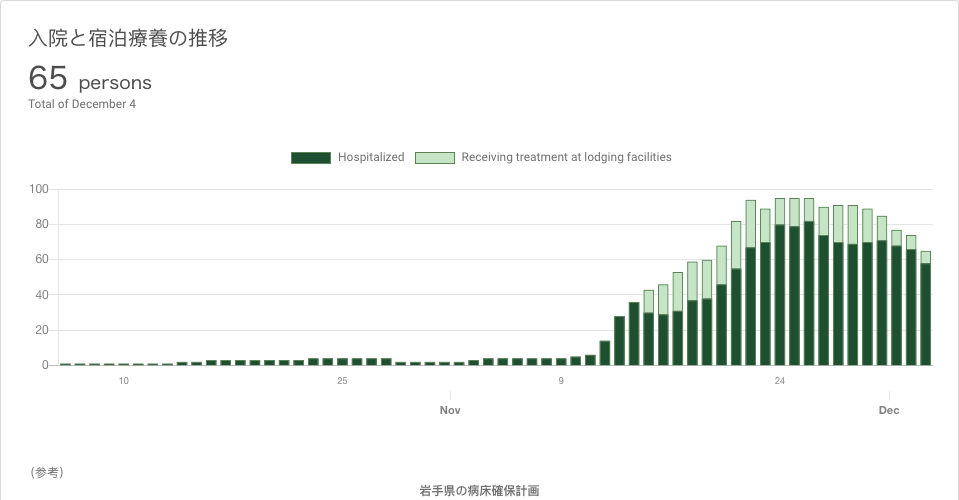 入院と宿泊療養の推移
65 persons
Total of December 4
Hospitalized Receiving treatment at lodging facilities
100
80
60
40
20
0
10 25 9 24
Nov Dec
(参考)
岩手県の病床確保計画